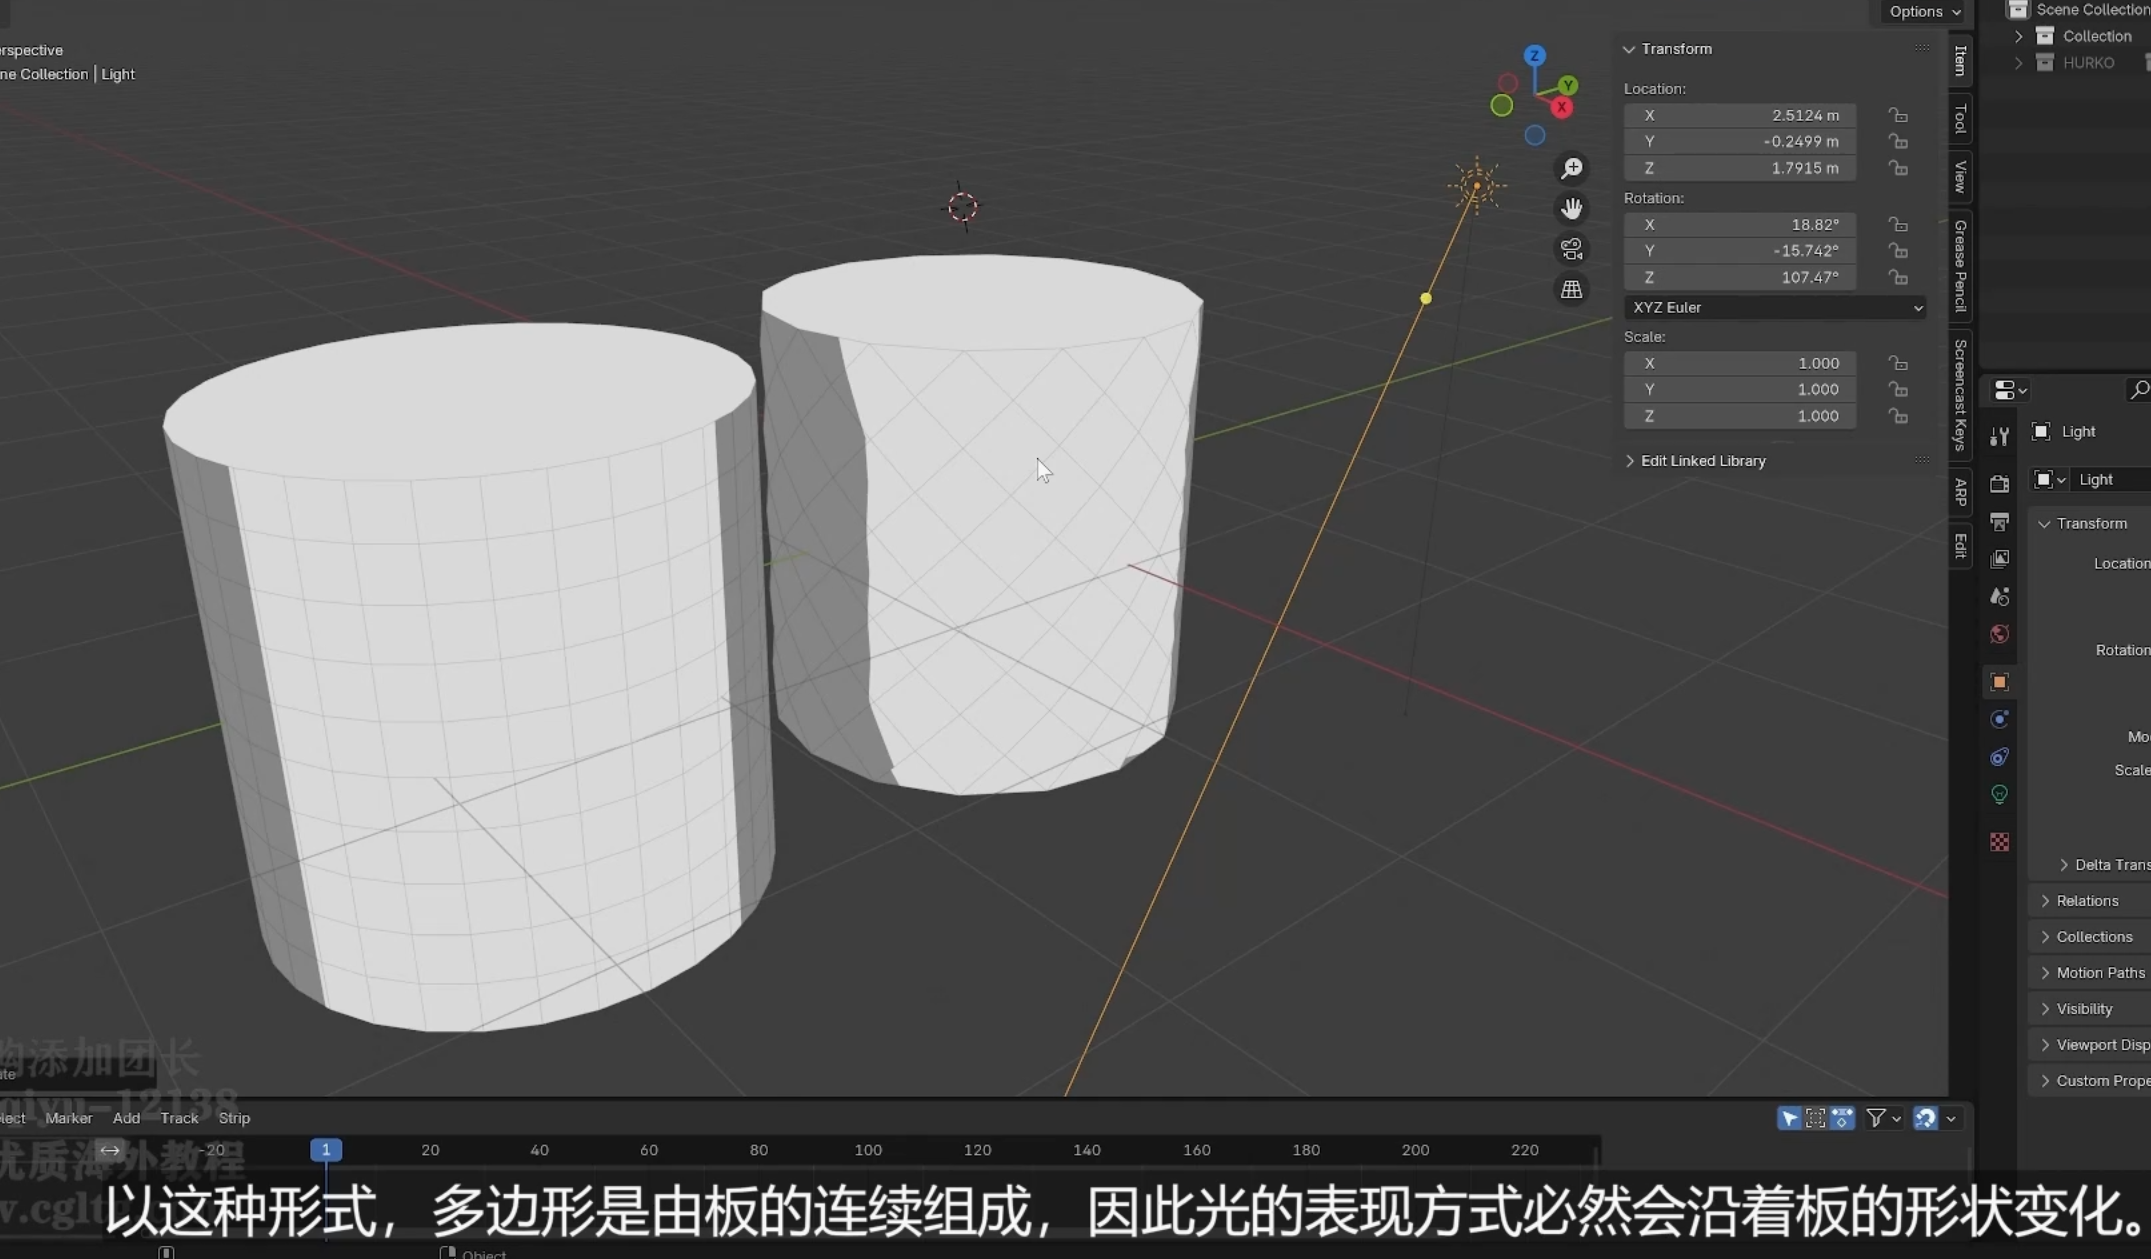 Options
Scene Collection
Collection
HURKO
rspective
ne Collection | Light
Transform
Location:
X 2.5124 m
Y -0.2499 m
Z 1.7915 m
Rotation:
X 18.82°
Y -15.742°
Z 107.47°
XYZ Euler
Scale:
X 1.000
Y 1.000
Z 1.000
Edit Linked Library
Z
Y
X
Item
Tool
View
Grease Pencil
Screencast Keys
ARP
Edit
Light
Light
Transform
Location
Rotation
Mo
Scale
Delta Trans
Relations
Collections
Motion Paths
Visibility
Viewport Disp
Custom Prope
购添加团长
qiyu-12138
优质海外教程
lect Marker Add Track Strip
-20 1 20 40 60 80 100 120 140 160 180 200 220
以这种形式，多边形是由板的连续组成，因此光的表现方式必然会沿着板的形状变化。
Object